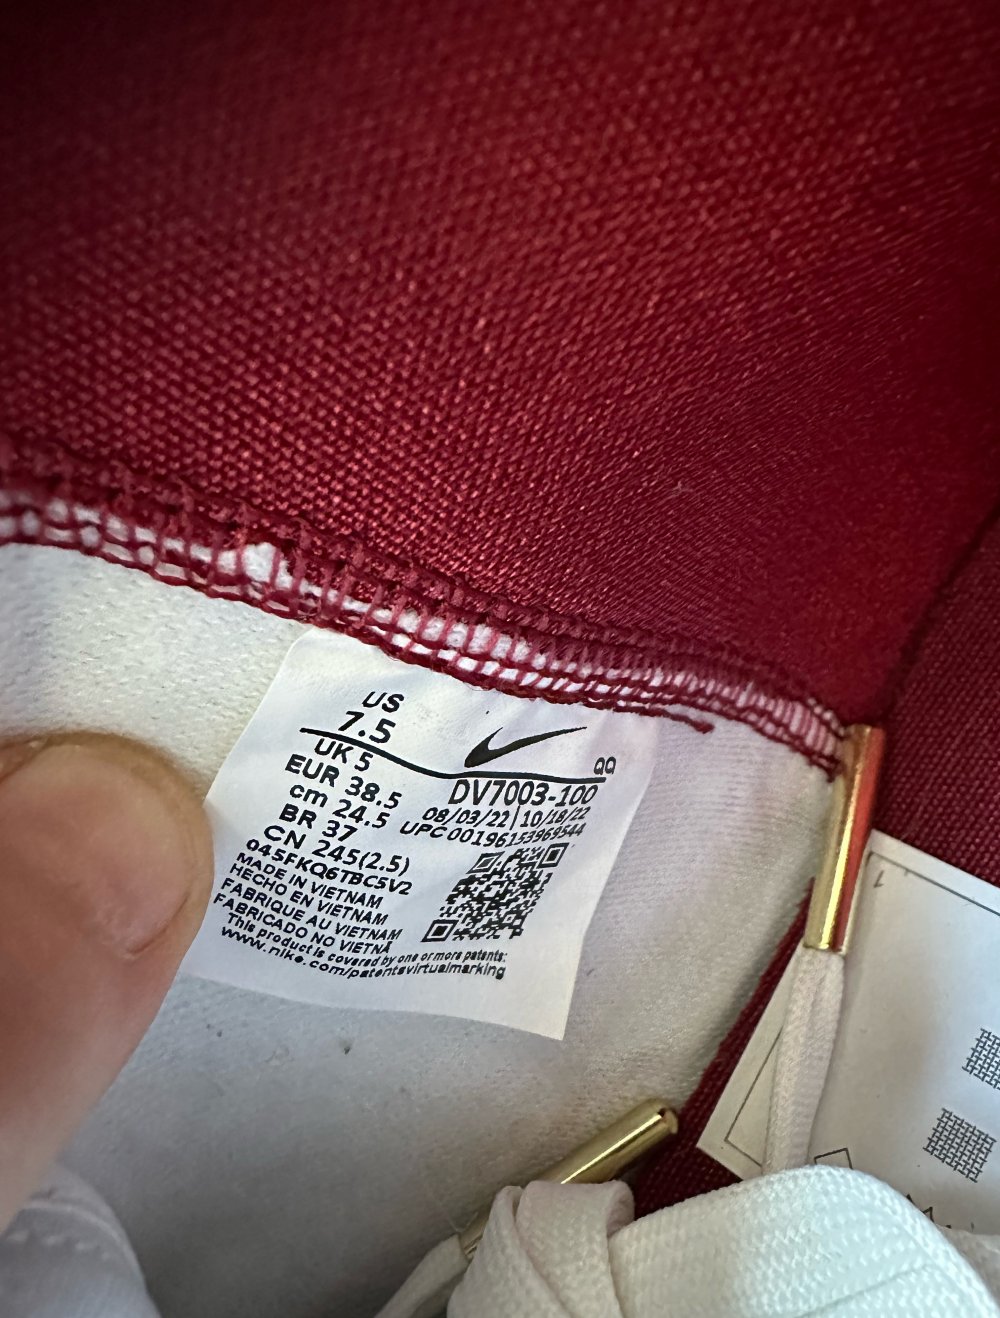 US
7.5
QQ
UK 5
EUR 38.5
cm 24.5
BR 37
CN 245(2.5)
DV7003-100
08/03/22 | 10/18/22
UPC 00196153969544
045FKQ6TBC5V2
MADE IN VIETNAM
HECHO EN VIETNAM
FABRIQUE AU VIETNAM
FABRICADO NO VIETNÃ
This product is covered by one or more patents:
www.nike.com/patentsvirtualmarking